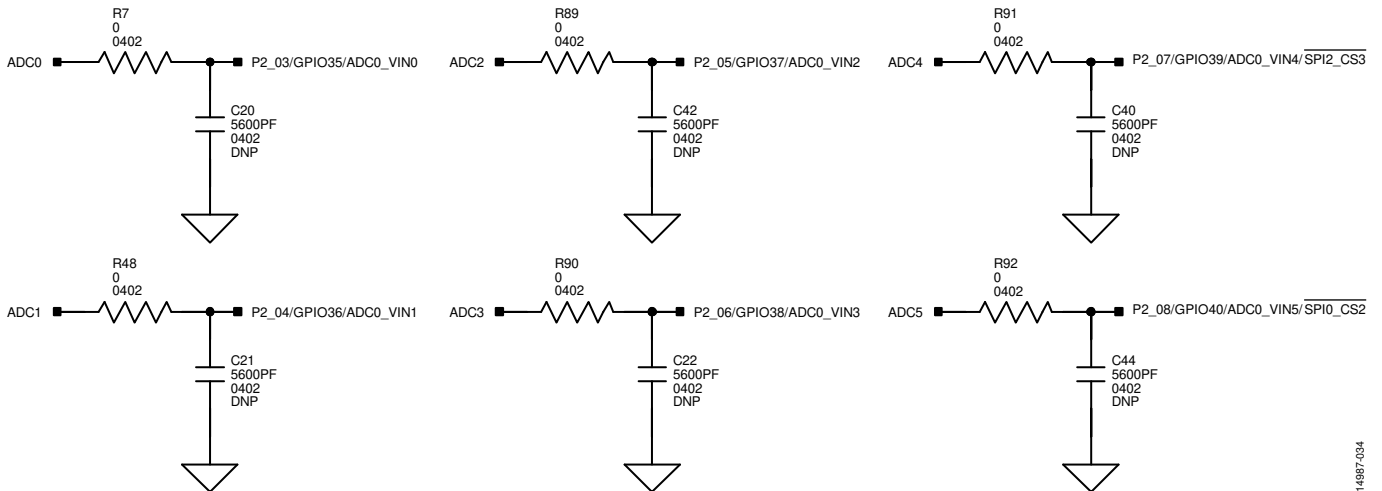 R7
0
0402
ADC0
P2_03/GPIO35/ADC0_VIN0
C20
5600PF
0402
DNP
R89
0
0402
ADC2
P2_05/GPIO37/ADC0_VIN2
C42
5600PF
0402
DNP
R91
0
0402
ADC4
P2_07/GPIO39/ADC0_VIN4/SPI2_CS3
C40
5600PF
0402
DNP
R48
0
0402
ADC1
P2_04/GPIO36/ADC0_VIN1
C21
5600PF
0402
DNP
R90
0
0402
ADC3
P2_06/GPIO38/ADC0_VIN3
C22
5600PF
0402
DNP
R92
0
0402
ADC5
P2_08/GPIO40/ADC0_VIN5/SPI0_CS2
C44
5600PF
0402
DNP
14987-034